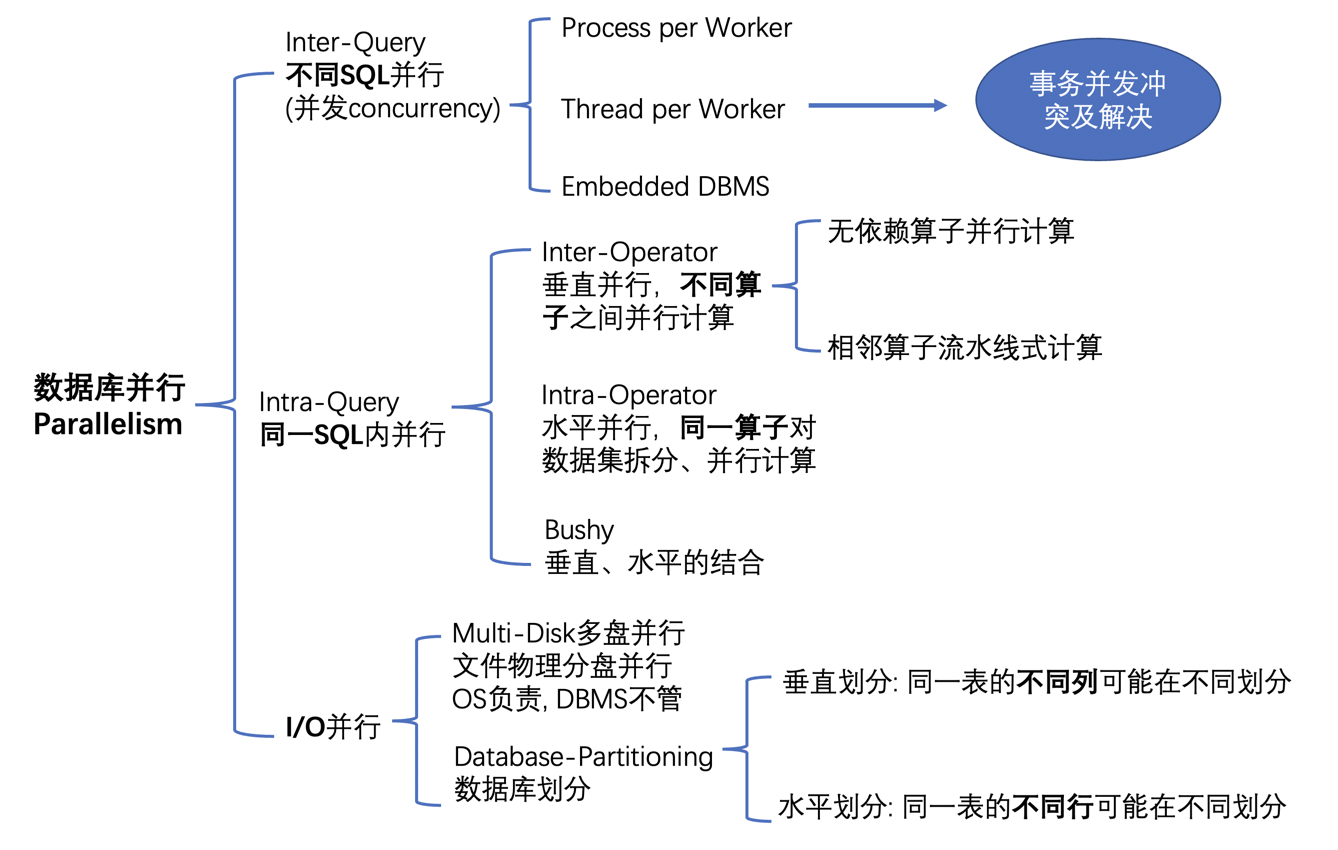 数据库并行
Parallelism
Inter-Query
不同SQL并行
(并发concurrency)
Process per Worker
Thread per Worker
Embedded DBMS
事务并发冲
突及解决
Intra-Query
同一SQL内并行
Inter-Operator
垂直并行，不同算
子之间并行计算
无依赖算子并行计算
相邻算子流水线式计算
Intra-Operator
水平并行，同一算子对
数据集拆分、并行计算
Bushy
垂直、水平的结合
I/O并行
Multi-Disk多盘并行
文件物理分盘并行
OS负责, DBMS不管
Database-Partitioning
数据库划分
垂直划分: 同一表的不同列可能在不同划分
水平划分: 同一表的不同行可能在不同划分